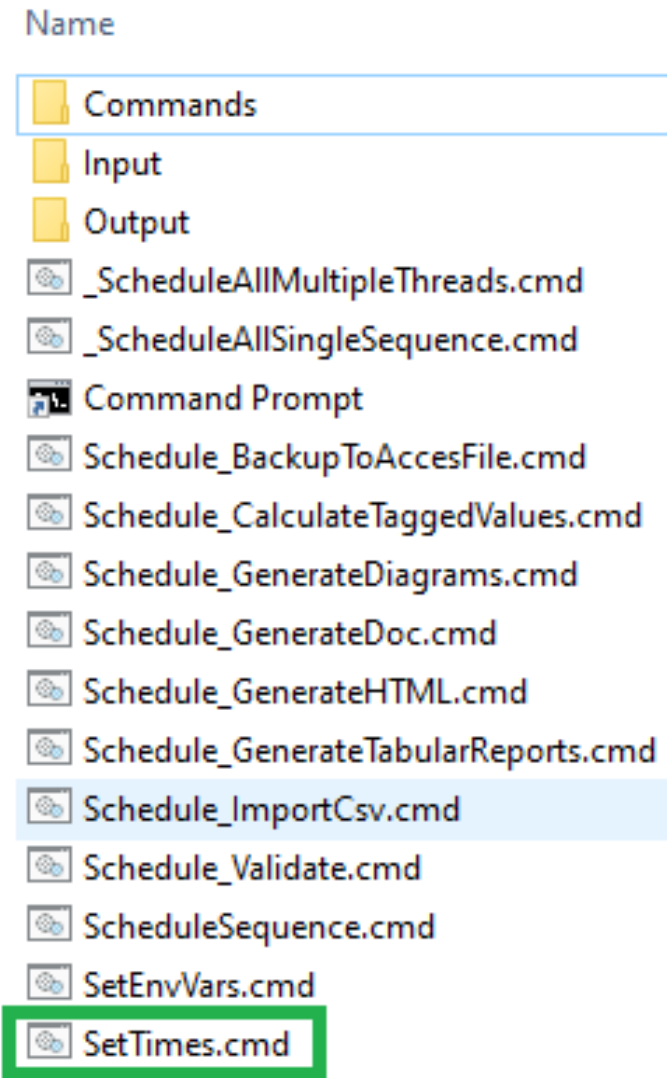 Name
Commands
Input
Output
_ScheduleAllMultipleThreads.cmd
_ScheduleAllSingleSequence.cmd
Command Prompt
Schedule_BackupToAccesFile.cmd
Schedule_CalculateTaggedValues.cmd
Schedule_GenerateDiagrams.cmd
Schedule_GenerateDoc.cmd
Schedule_GenerateHTML.cmd
Schedule_GenerateTabularReports.cmd
Schedule_ImportCsv.cmd
Schedule_Validate.cmd
ScheduleSequence.cmd
SetEnvVars.cmd
SetTimes.cmd